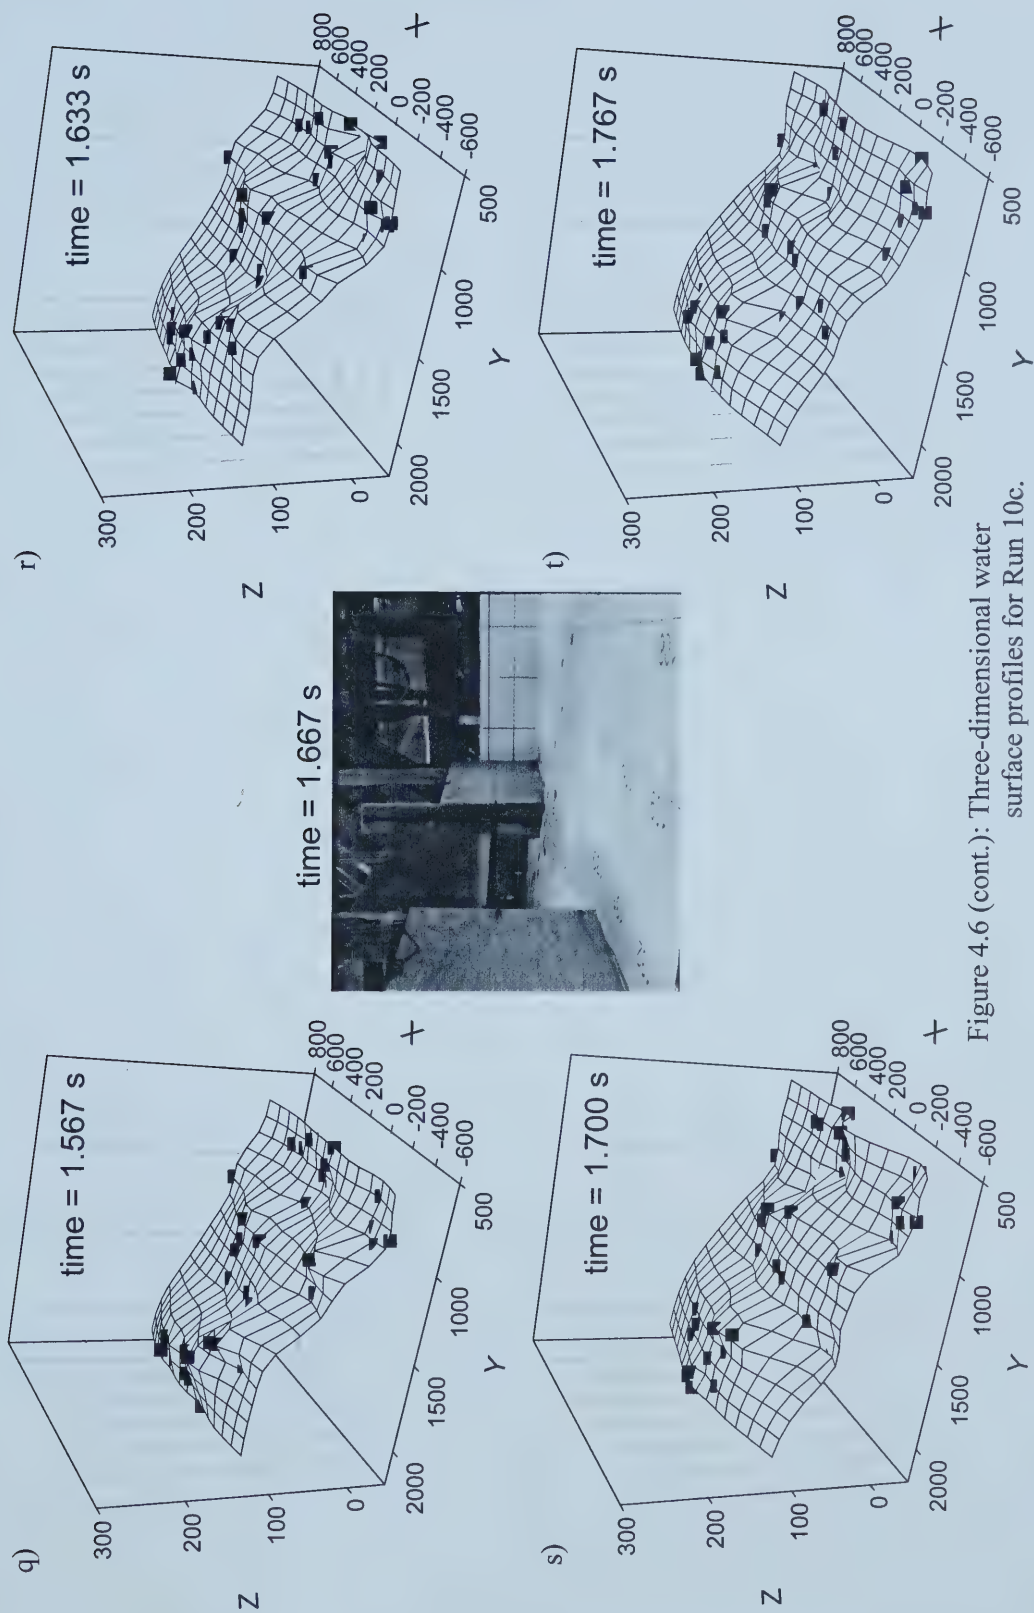 q)
time = 1.567 s
Z
300
200
100
0
2000
1500
1000
500
Y
-600
-400
-200
0
200
400
600
800
X
r)
time = 1.633 s
Z
300
200
100
0
2000
1500
1000
500
Y
-600
-400
-200
0
200
400
600
800
X
time = 1.667 s
s)
time = 1.700 s
Z
300
200
100
0
2000
1500
1000
500
Y
-600
-400
-200
0
200
400
600
800
X
t)
time = 1.767 s
Z
300
200
100
0
2000
1500
1000
500
Y
-600
-400
-200
0
200
400
600
800
X
Figure 4.6 (cont.): Three-dimensional water
surface profiles for Run 10c.